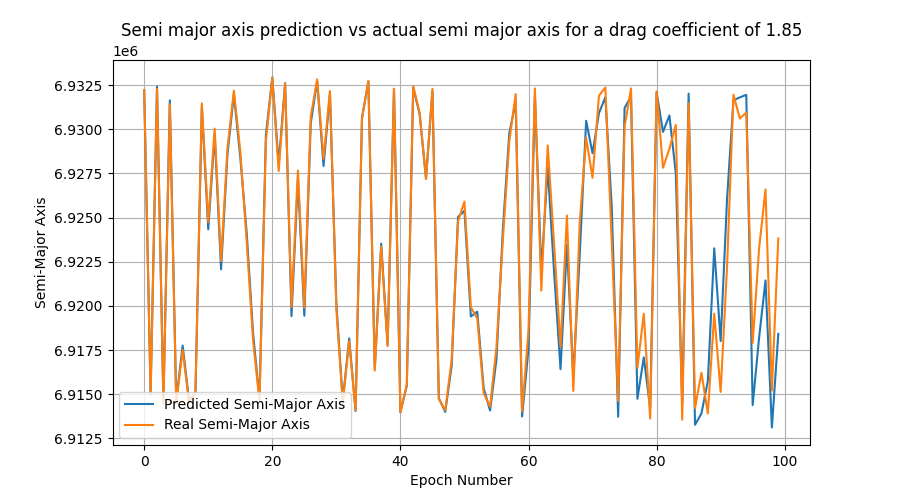 Semi major axis prediction vs actual semi major axis for a drag coefficient of 1.85
1e6
6.9325
6.9300
6.9275
6.9250
6.9225
6.9200
6.9175
6.9150
6.9125
Semi-Major Axis
Predicted Semi-Major Axis
Real Semi-Major Axis
0 20 40 60 80 100
Epoch Number